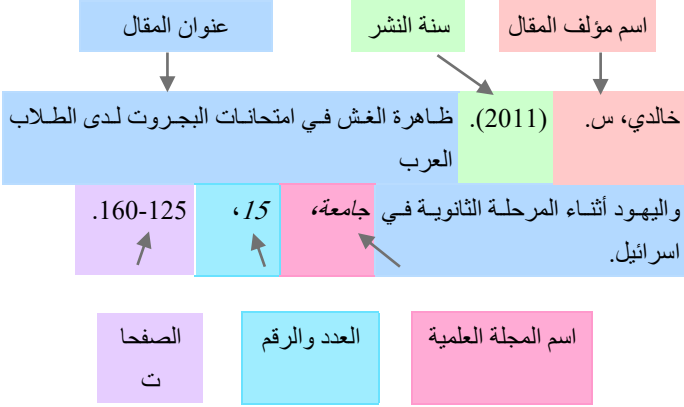 اسم مؤلف المقال سنة النشر عنوان المقال
خالدي، س. (2011). ظاهرة الغش في امتحانات البجروت لدى الطلاب
العرب
واليهود أثناء المرحلة الثانوية في جامعة، 15، 125-160.
اسرائيل.
اسم المجلة العلمية العدد والرقم الصفحا
ت